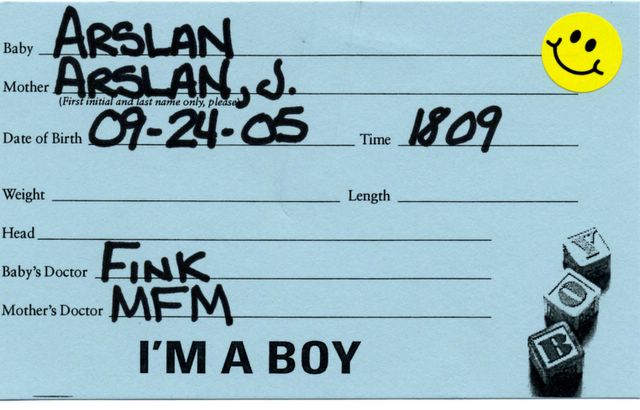 Baby ARSLAN
Mother ARSLAN, J.
(First initial and last name only, please)
Date of Birth 09-24-05 Time 1809
Weight Length
Head
Baby's Doctor FINK
Mother's Doctor MFM
I'M A BOY
Y
O
B